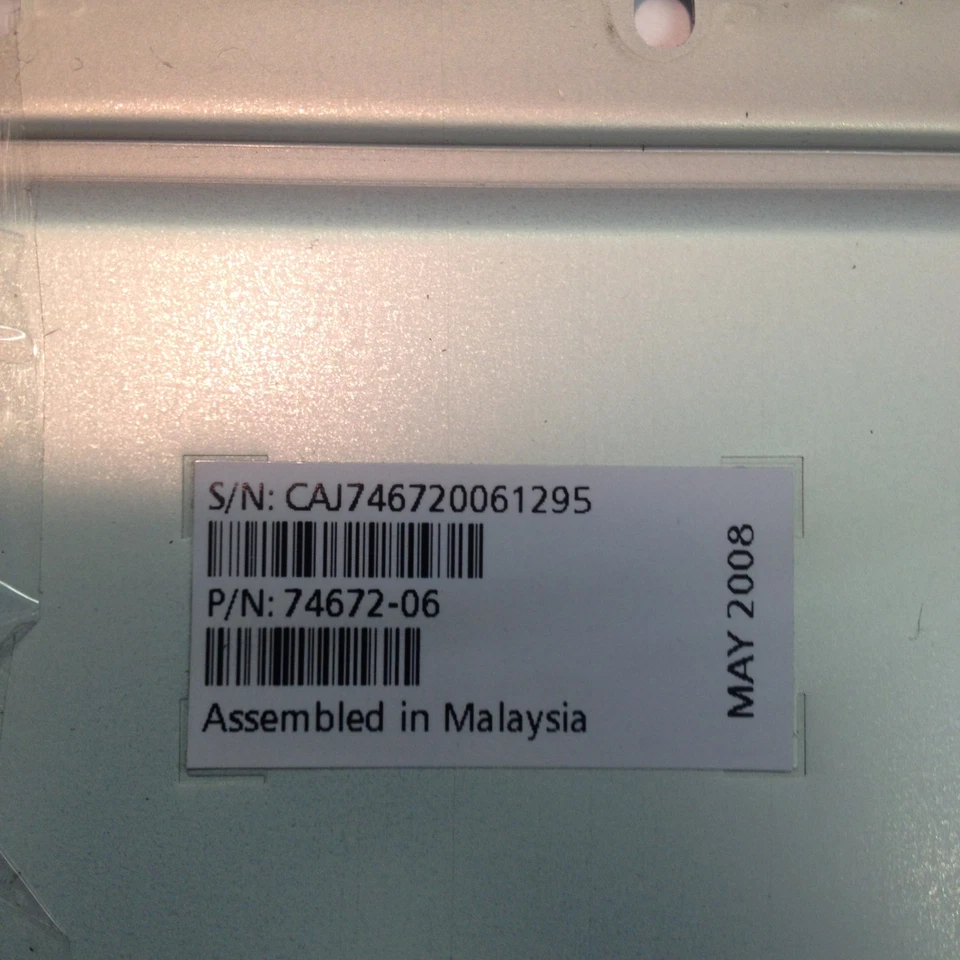 S/N: CAJ746720061295
P/N: 74672-06
Assembled in Malaysia
MAY 2008